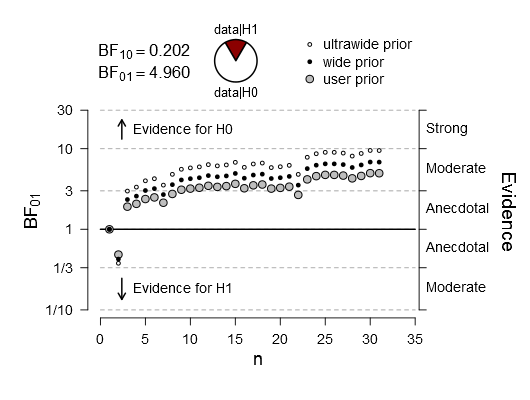 data|H1
BF10 = 0.202
BF01 = 4.960
data|H0
ultrawide prior
wide prior
user prior
30
10
3
1
1/3
1/10
BF01
Evidence for H0
Evidence for H1
Strong
Moderate
Anecdotal
Anecdotal
Moderate
Evidence
0 5 10 15 20 25 30 35
n